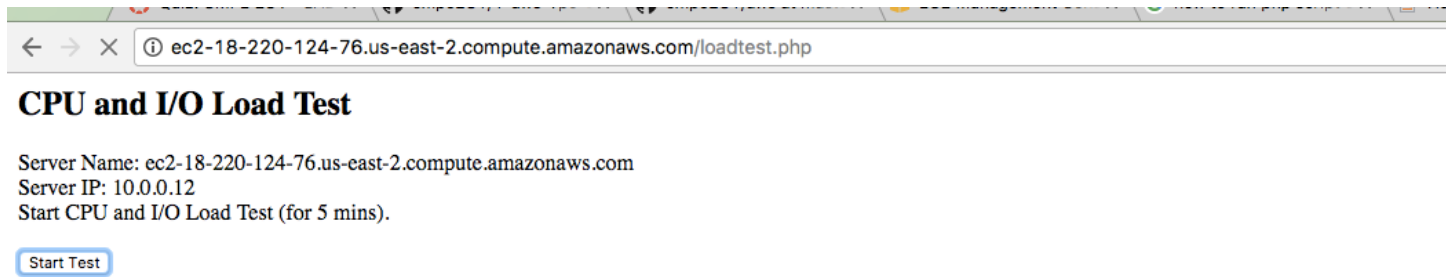 ec2-18-220-124-76.us-east-2.compute.amazonaws.com/loadtest.php
CPU and I/O Load Test
Server Name: ec2-18-220-124-76.us-east-2.compute.amazonaws.com
Server IP: 10.0.0.12
Start CPU and I/O Load Test (for 5 mins).
Start Test